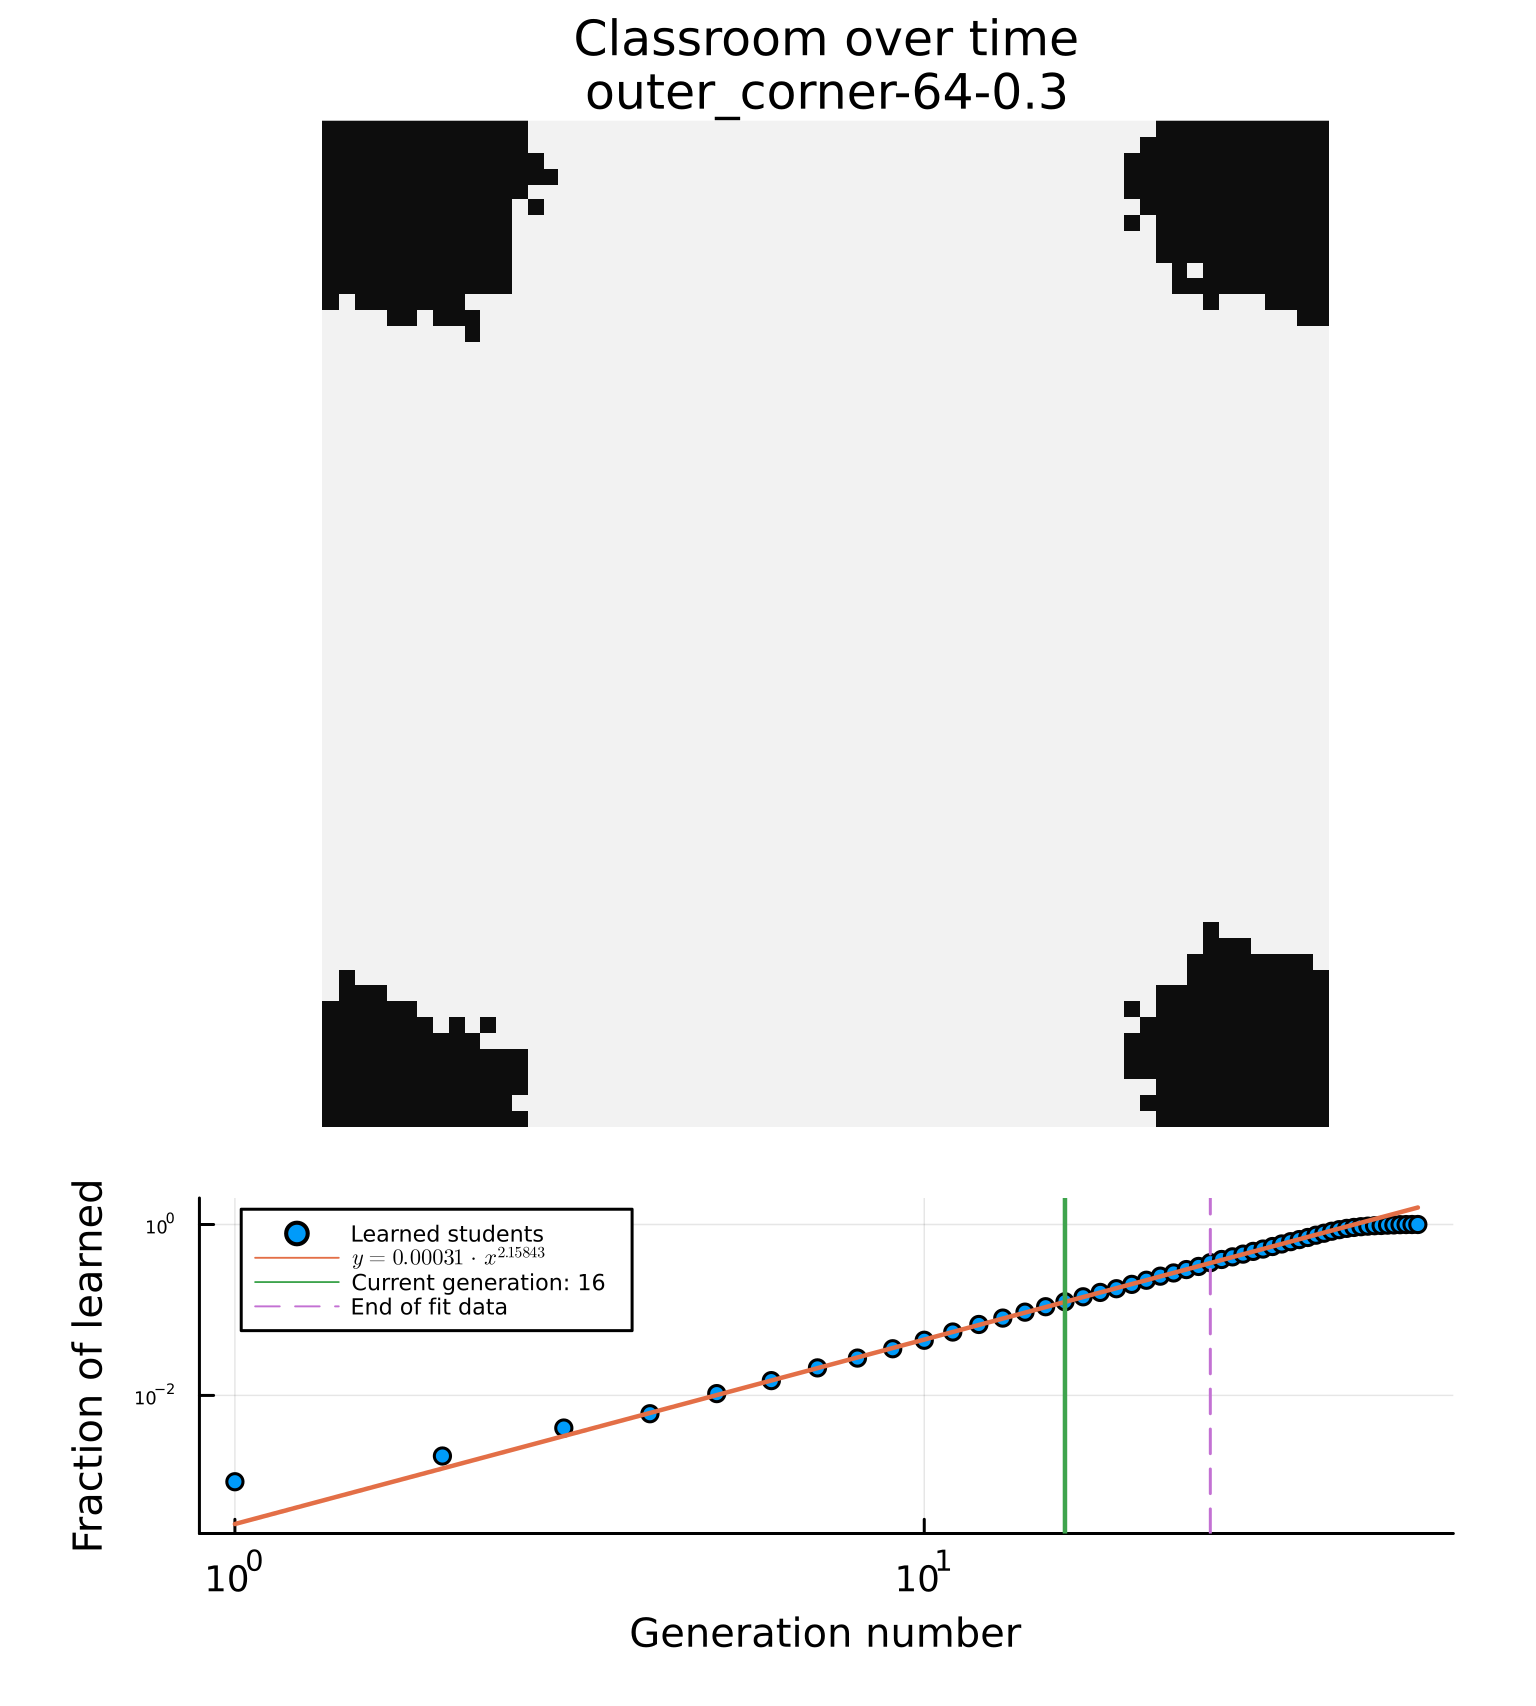 Classroom over time
outer_corner-64-0.3
Fraction of learned
10^0
10^−2
Learned students
y = 0.00031 · x^2.15843
Current generation: 16
End of fit data
10^0
10^1
Generation number